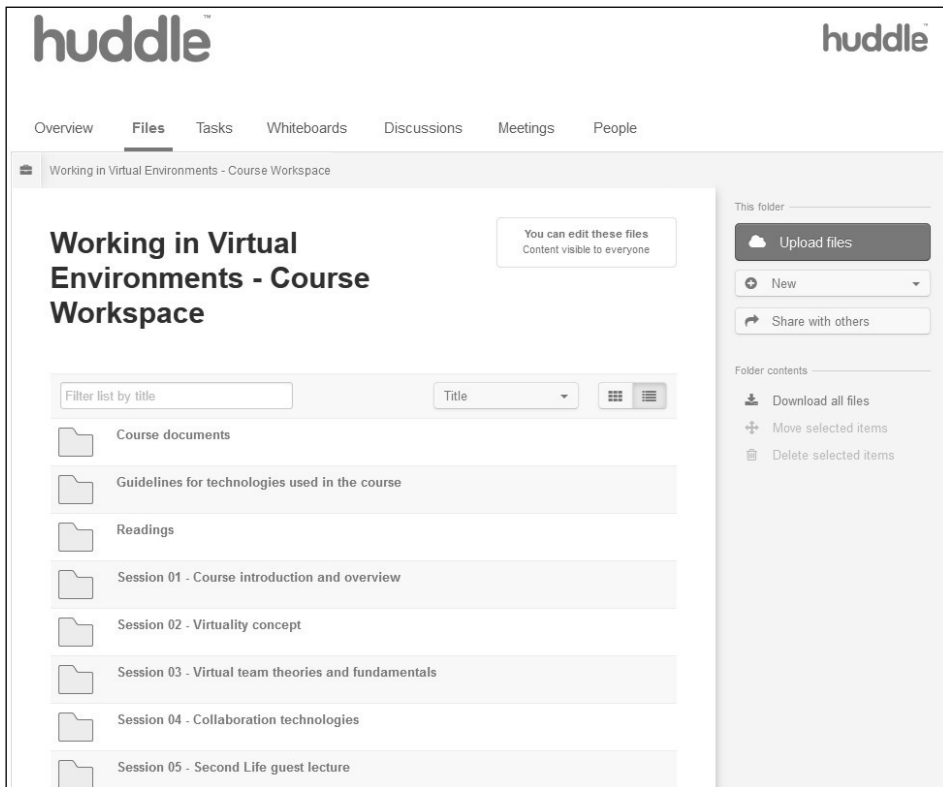 huddle™
huddle
Overview Files Tasks Whiteboards Discussions Meetings People
Working in Virtual Environments - Course Workspace
Working in Virtual
Environments - Course
Workspace
You can edit these files
Content visible to everyone
Filter list by title
Title
Course documents
Guidelines for technologies used in the course
Readings
Session 01 - Course introduction and overview
Session 02 - Virtuality concept
Session 03 - Virtual team theories and fundamentals
Session 04 - Collaboration technologies
Session 05 - Second Life guest lecture
This folder
Upload files
New
Share with others
Folder contents
Download all files
Move selected items
Delete selected items